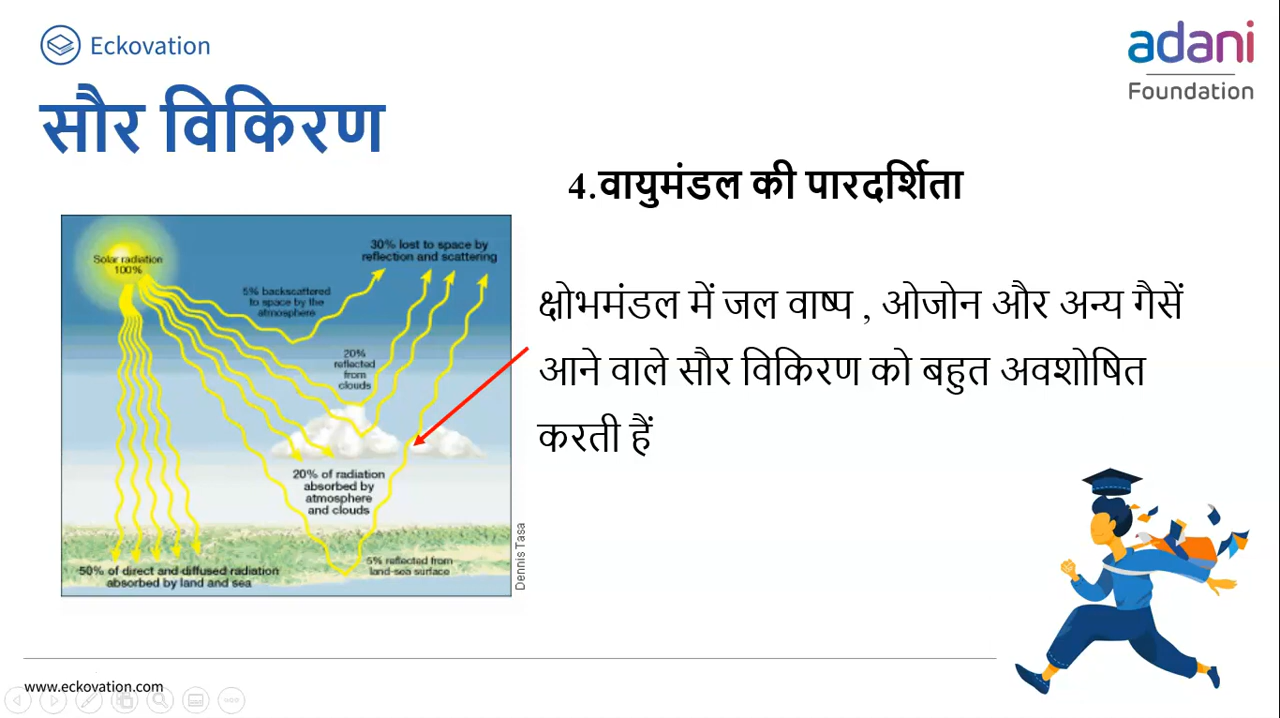 Eckovation
adani
Foundation
सौर विकिरण
4.वायुमंडल की पारदर्शिता
Solar radiation
100%
30% lost to space by
reflection and scattering
5% backscattered
to space by the
atmosphere
20%
reflected
from
clouds
20% of radiation
absorbed by
atmosphere
and clouds
5% reflected from
land-sea surface
50% of direct and diffused radiation
absorbed by land and sea
Dennis Tasa
क्षोभमंडल में जल वाष्प , ओजोन और अन्य गैसें
आने वाले सौर विकिरण को बहुत अवशोषित
करती हैं
www.eckovation.com